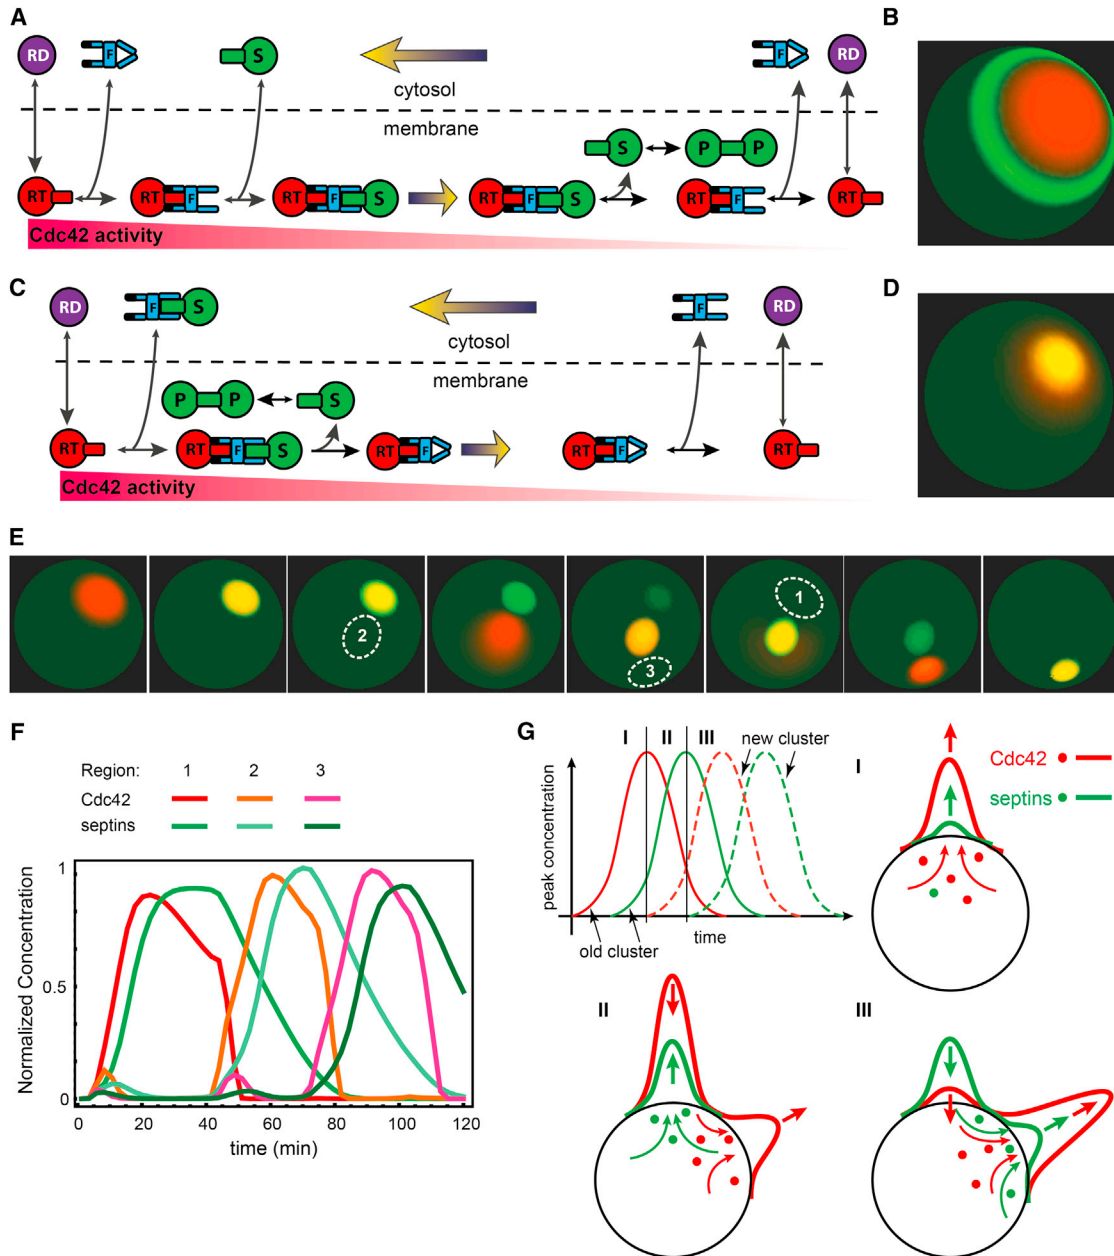 A
RD
F
S
cytosol
F
RD
membrane
S
P P
RT
RT F
RT F S
RT F S
RT F
RT
Cdc42 activity
B
C
RD
F S
F
RD
cytosol
membrane
P P
S
RT
RT F S
RT F
RT F
RT
Cdc42 activity
D
E
2
3
1
F
Region: 1 2 3
Cdc42
septins
Normalized Concentration
1
0.5
0
0 20 40 60 80 100 120
time (min)
G
I II III
new cluster
peak concentration
old cluster
time
I
Cdc42
septins
II
III